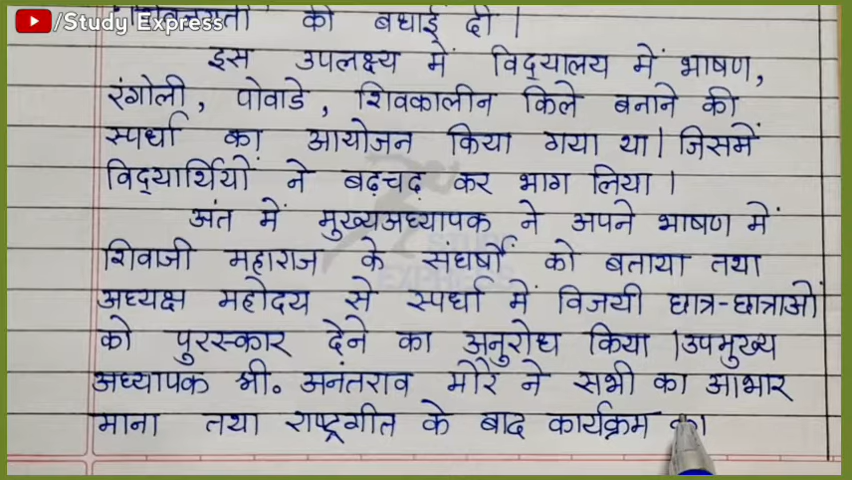 /Study Express
को बधाई दी।
इस उपलक्ष्य में विद्यालय में भाषण,
रंगोली, पोवाडे, शिवकालीन किले बनाने की
स्पर्धा का आयोजन किया गया था। जिसमें
विद्यार्थियों ने बढ़चढ़ कर भाग लिया।
अंत में मुख्यअध्यापक ने अपने भाषण में
शिवाजी महाराज के संघर्षों को बताया तथा
अध्यक्ष महोदय से स्पर्धा में विजयी छात्र-छात्राओं
को पुरस्कार देने का अनुरोध किया।उपमुख्य
अध्यापक श्री. अनंतराव मोरे ने सभी का आभार
माना तथा राष्ट्रगीत के बाद कार्यक्रम का
STUDY
EXPRESS